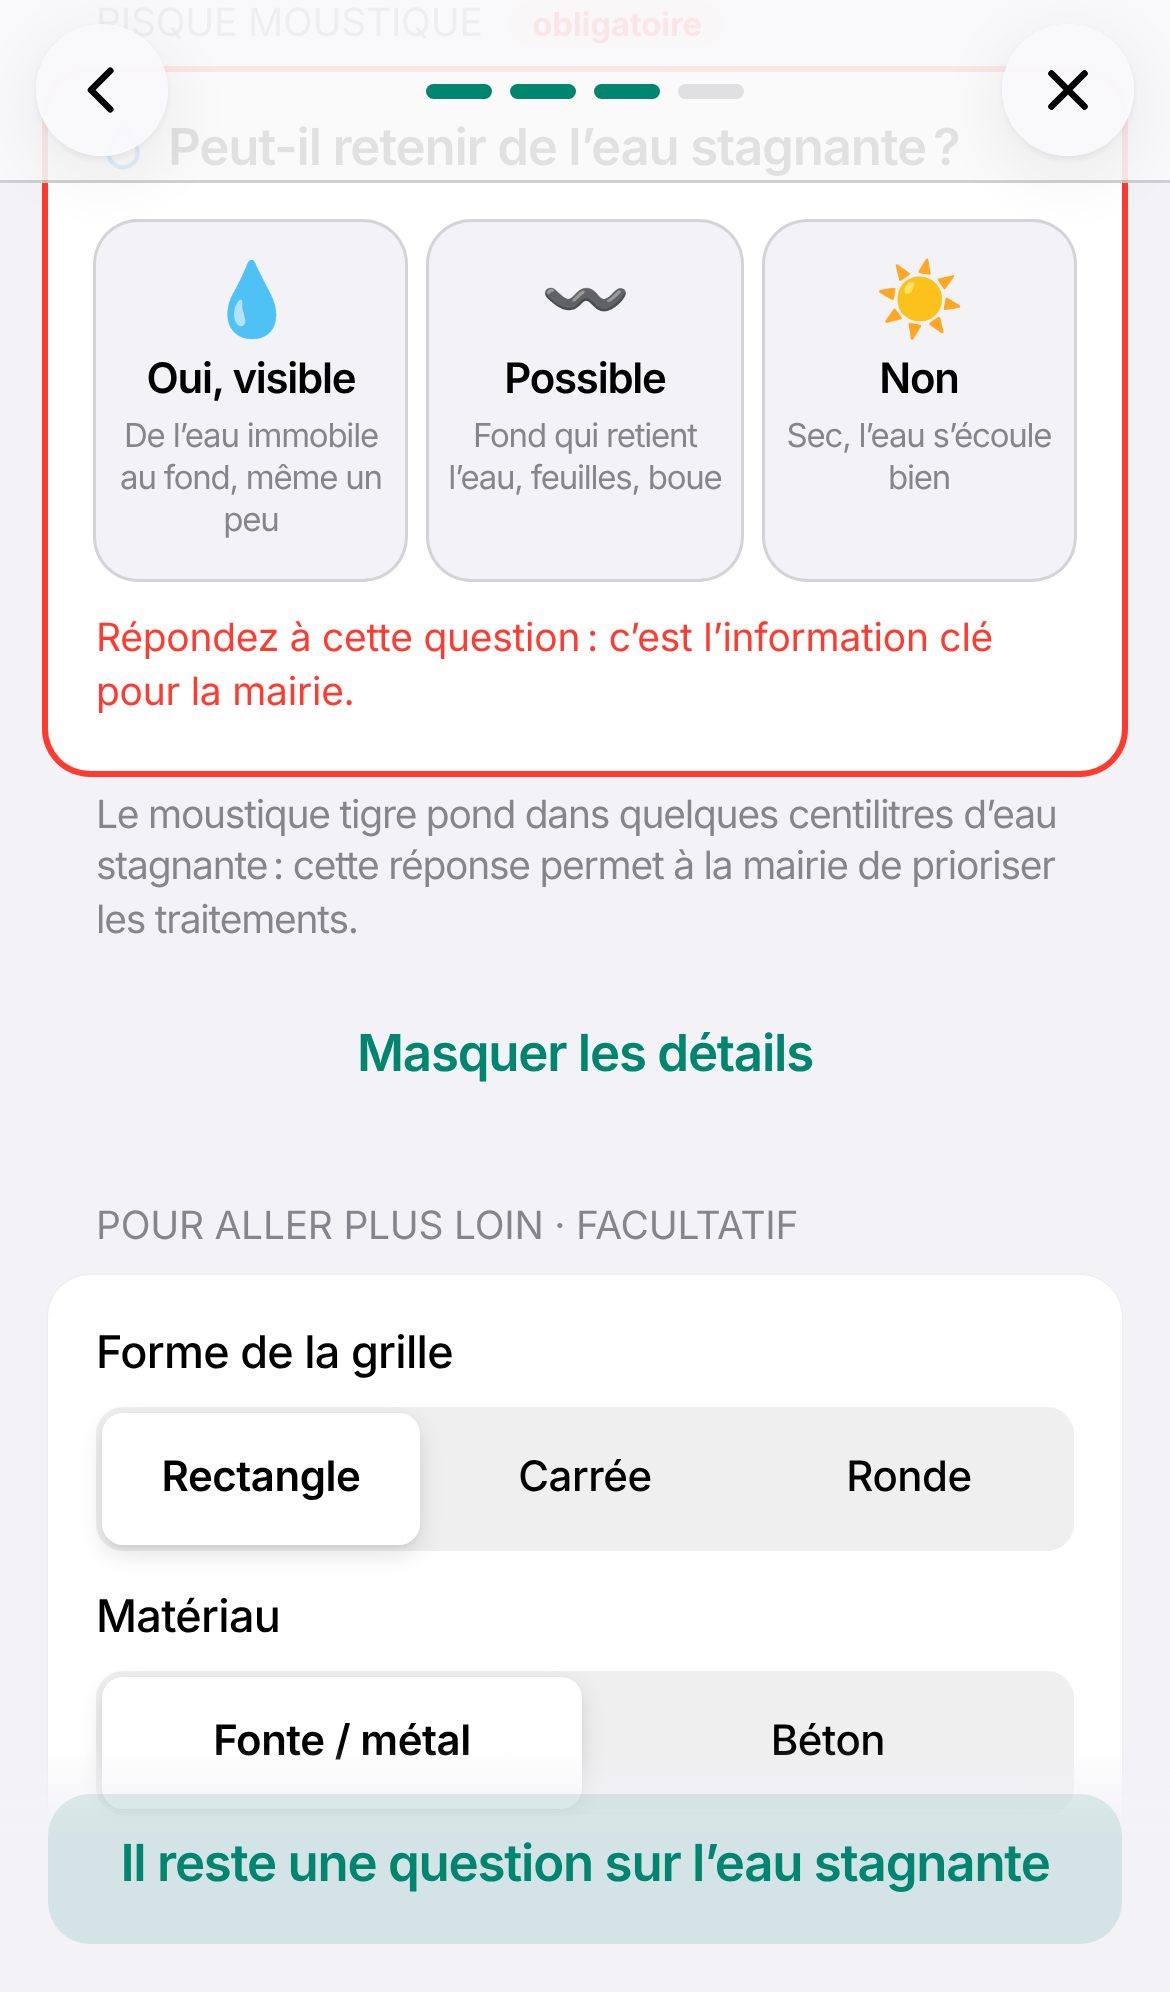 RISQUE MOUSTIQUE obligatoire
Peut-il retenir de l’eau stagnante ?
Oui, visible
De l’eau immobile
au fond, même un
peu
Possible
Fond qui retient
l’eau, feuilles, boue
Non
Sec, l’eau s’écoule
bien
Répondez à cette question : c’est l’information clé
pour la mairie.
Le moustique tigre pond dans quelques centilitres d’eau
stagnante : cette réponse permet à la mairie de prioriser
les traitements.
Masquer les détails
POUR ALLER PLUS LOIN · FACULTATIF
Forme de la grille
Rectangle
Carrée
Ronde
Matériau
Fonte / métal
Béton
Il reste une question sur l’eau stagnante